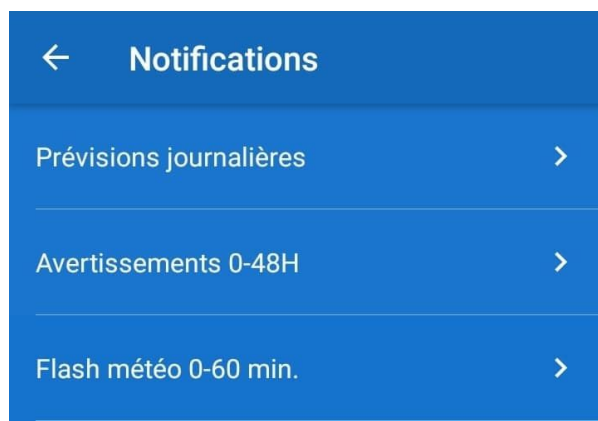 Notifications
Prévisions journalières
Avertissements 0-48H
Flash météo 0-60 min.